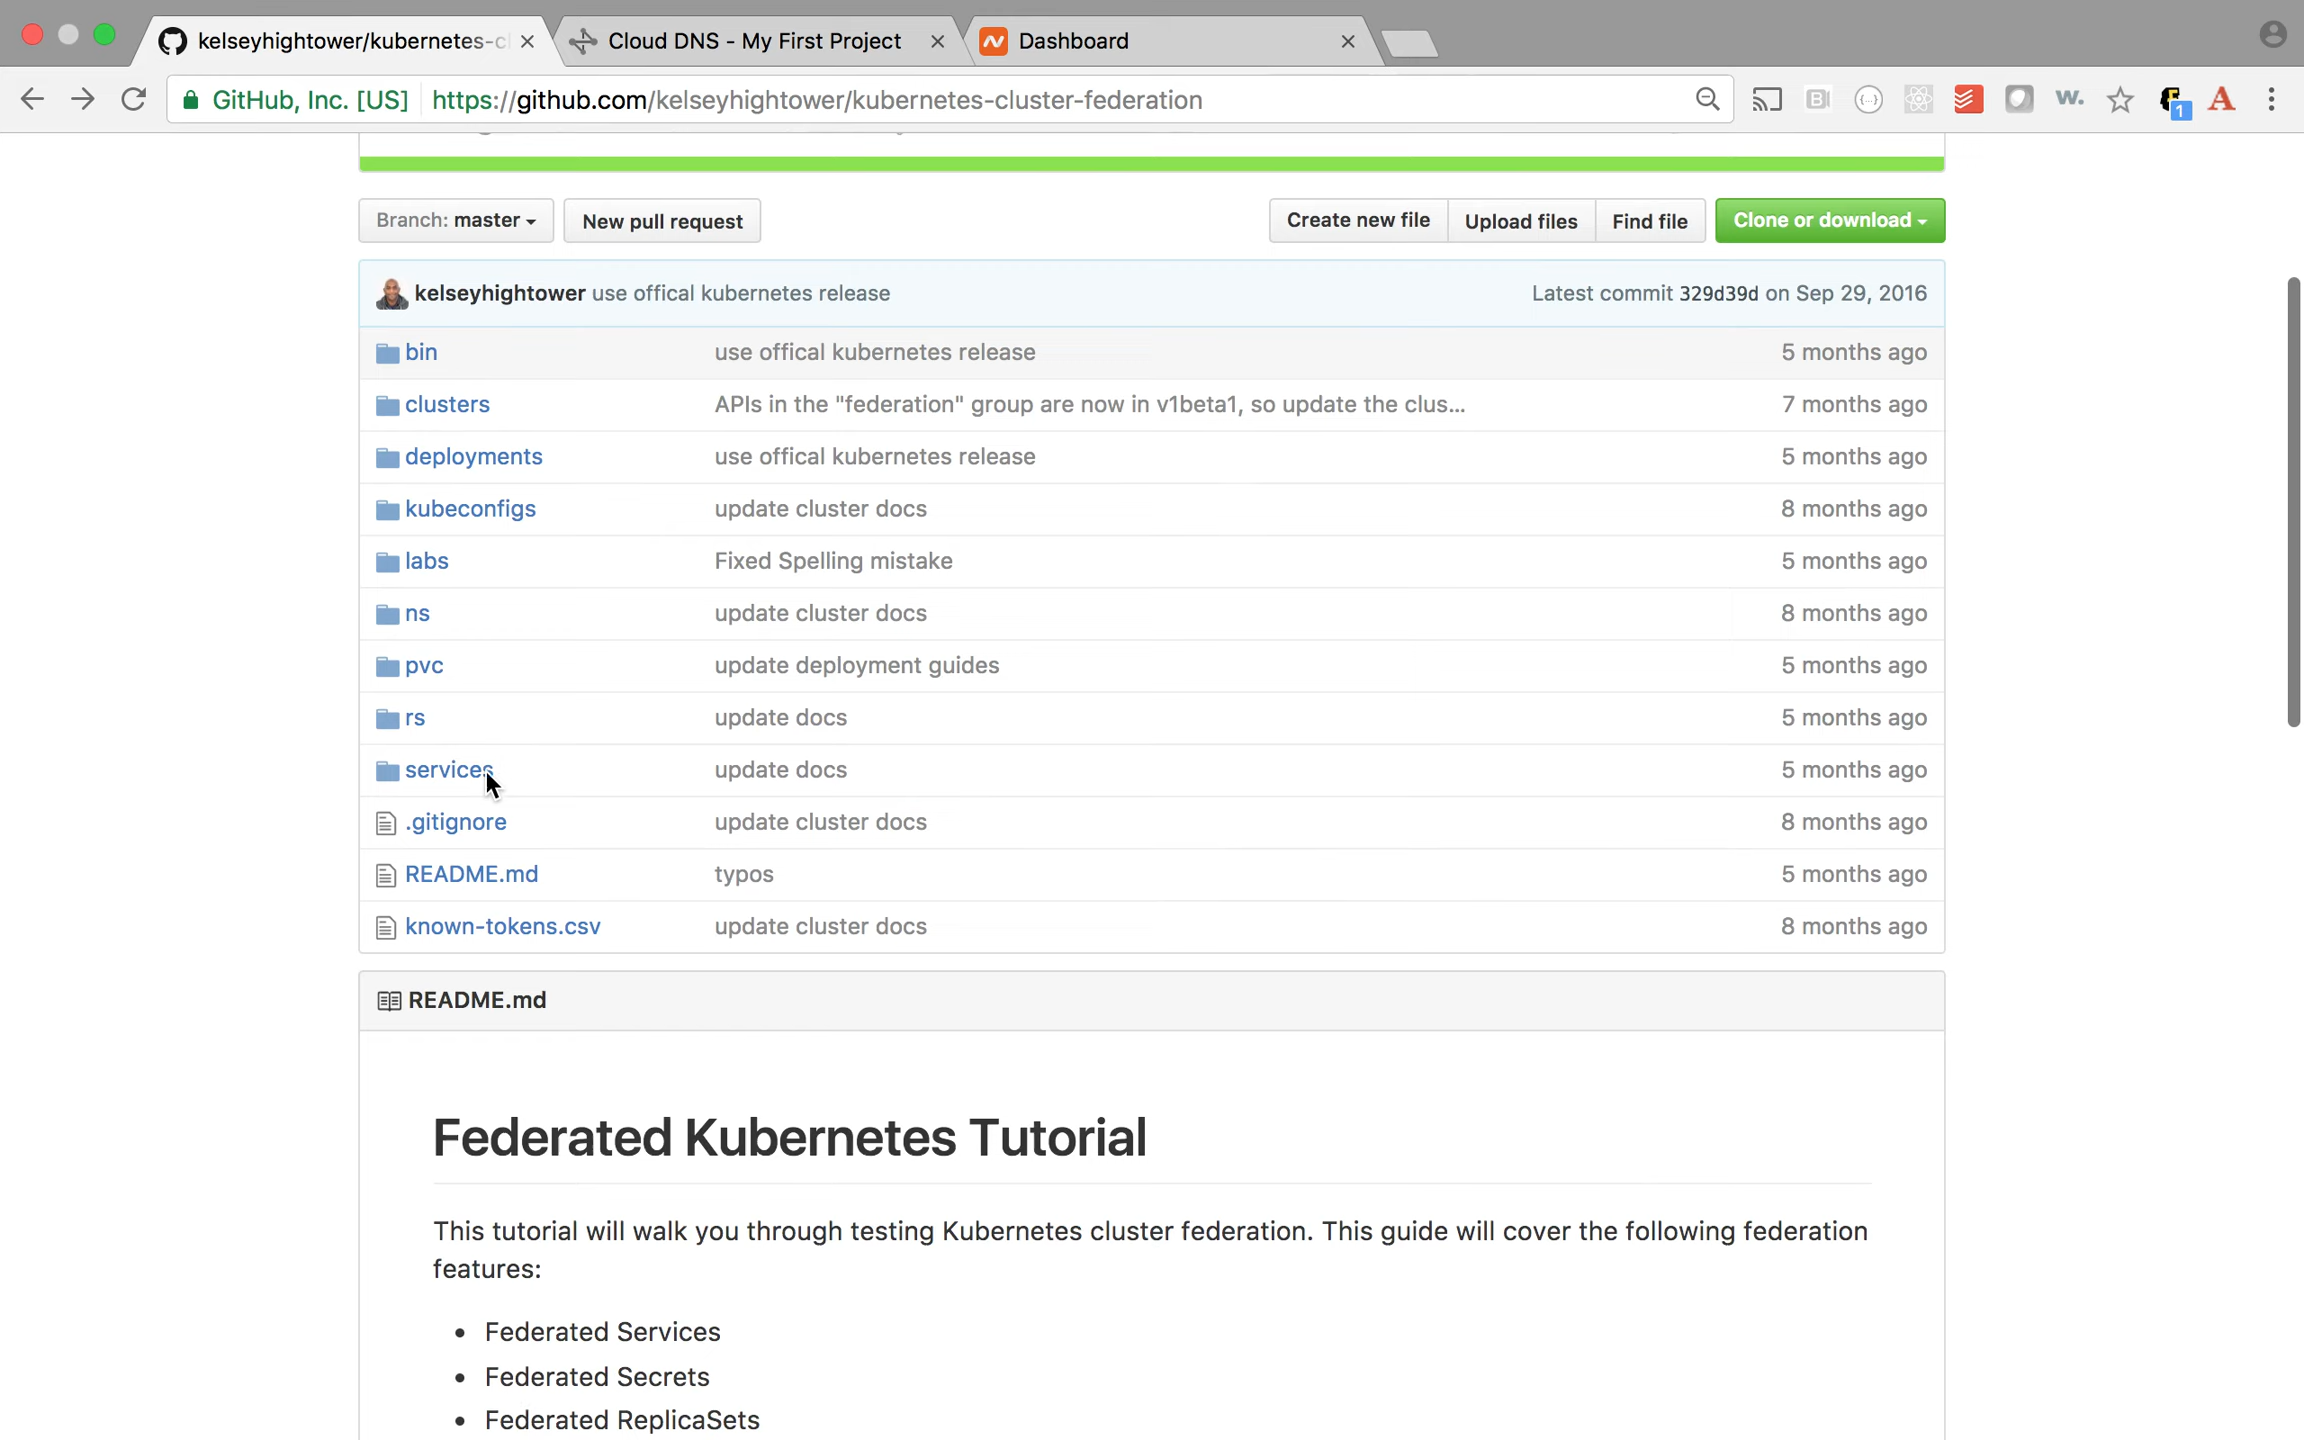 kelseyhightower/kubernetes-c
Cloud DNS - My First Project
Dashboard
GitHub, Inc. [US]
https://github.com/kelseyhightower/kubernetes-cluster-federation
w.
1
A
Branch: master
New pull request
Create new file
Upload files
Find file
Clone or download
kelseyhightower use offical kubernetes release
Latest commit 329d39d on Sep 29, 2016
bin use offical kubernetes release 5 months ago
clusters APIs in the "federation" group are now in v1beta1, so update the clus... 7 months ago
deployments use offical kubernetes release 5 months ago
kubeconfigs update cluster docs 8 months ago
labs Fixed Spelling mistake 5 months ago
ns update cluster docs 8 months ago
pvc update deployment guides 5 months ago
rs update docs 5 months ago
services update docs 5 months ago
.gitignore update cluster docs 8 months ago
README.md typos 5 months ago
known-tokens.csv update cluster docs 8 months ago
README.md
Federated Kubernetes Tutorial
This tutorial will walk you through testing Kubernetes cluster federation. This guide will cover the following federation
features:
• Federated Services
• Federated Secrets
• Federated ReplicaSets